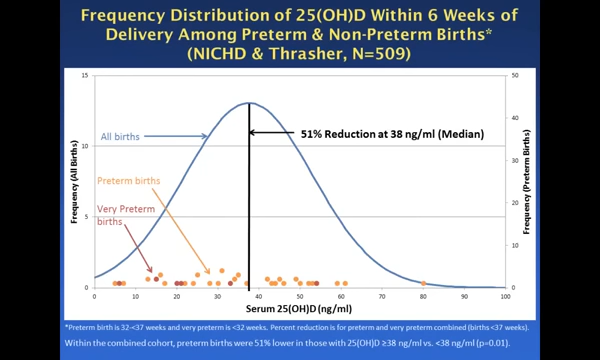 Frequency Distribution of 25(OH)D Within 6 Weeks of
Delivery Among Preterm & Non-Preterm Births*
(NICHD & Thrasher, N=509)
15
10
5
0
Frequency (All Births)
50
40
30
20
10
0
Frequency (Preterm Births)
All births
51% Reduction at 38 ng/ml (Median)
Preterm births
Very Preterm
births
0 10 20 30 40 50 60 70 80 90 100
Serum 25(OH)D (ng/ml)
*Preterm birth is 32-<37 weeks and very preterm is <32 weeks. Percent reduction is for preterm and very preterm combined (births <37 weeks).
Within the combined cohort, preterm births were 51% lower in those with 25(OH)D ≥38 ng/ml vs. <38 ng/ml (p=0.01).